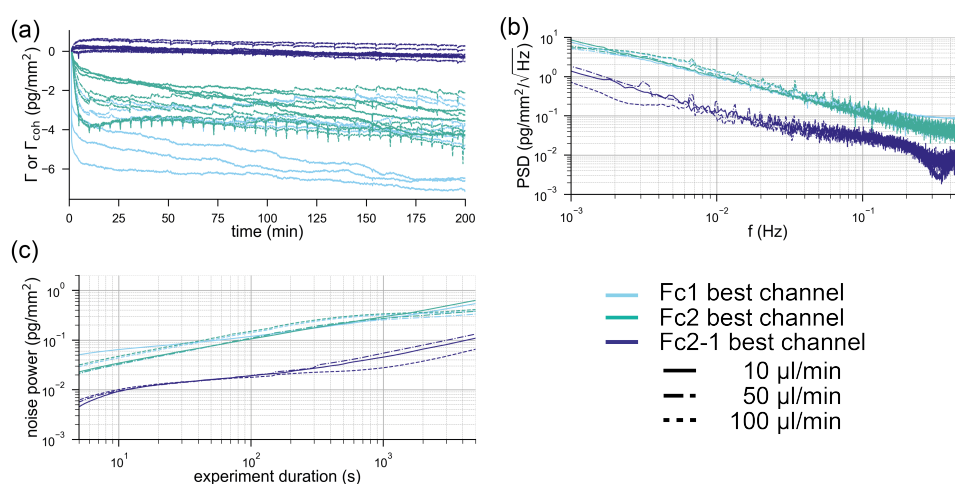 (a)
Γ or Γcoh (pg/mm²)
0
−2
−4
−6
0 25 50 75 100 125 150 175 200
time (min)
(b)
PSD (pg/mm²/√Hz)
10¹
10⁰
10⁻¹
10⁻²
10⁻³
10⁻³ 10⁻² 10⁻¹
f (Hz)
(c)
noise power (pg/mm²)
10⁰
10⁻¹
10⁻²
10⁻³
10¹ 10² 10³
experiment duration (s)
Fc1 best channel
Fc2 best channel
Fc2-1 best channel
10 µl/min
50 µl/min
100 µl/min